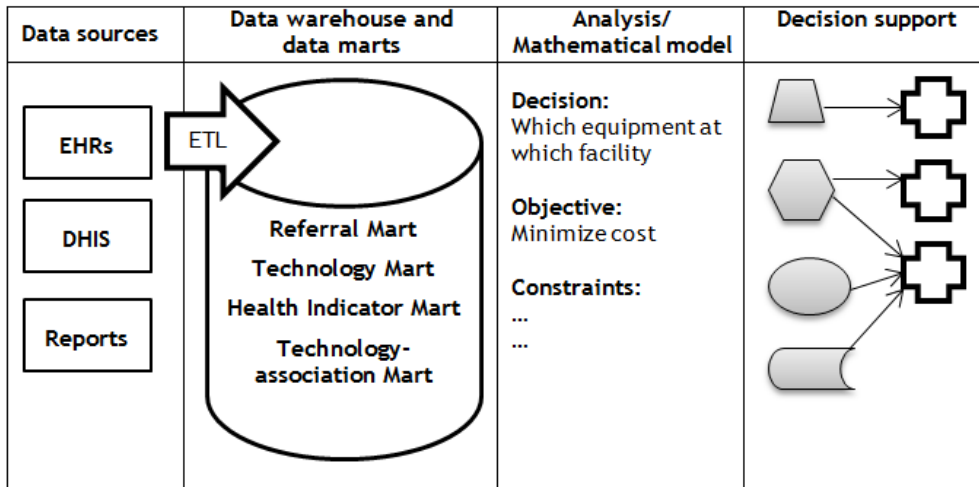 Data sources
Data warehouse and
data marts
Analysis/
Mathematical model
Decision support
EHRs
DHIS
Reports
ETL
Referral Mart
Technology Mart
Health Indicator Mart
Technology-
association Mart
Decision:
Which equipment at
which facility
Objective:
Minimize cost
Constraints:
...
...